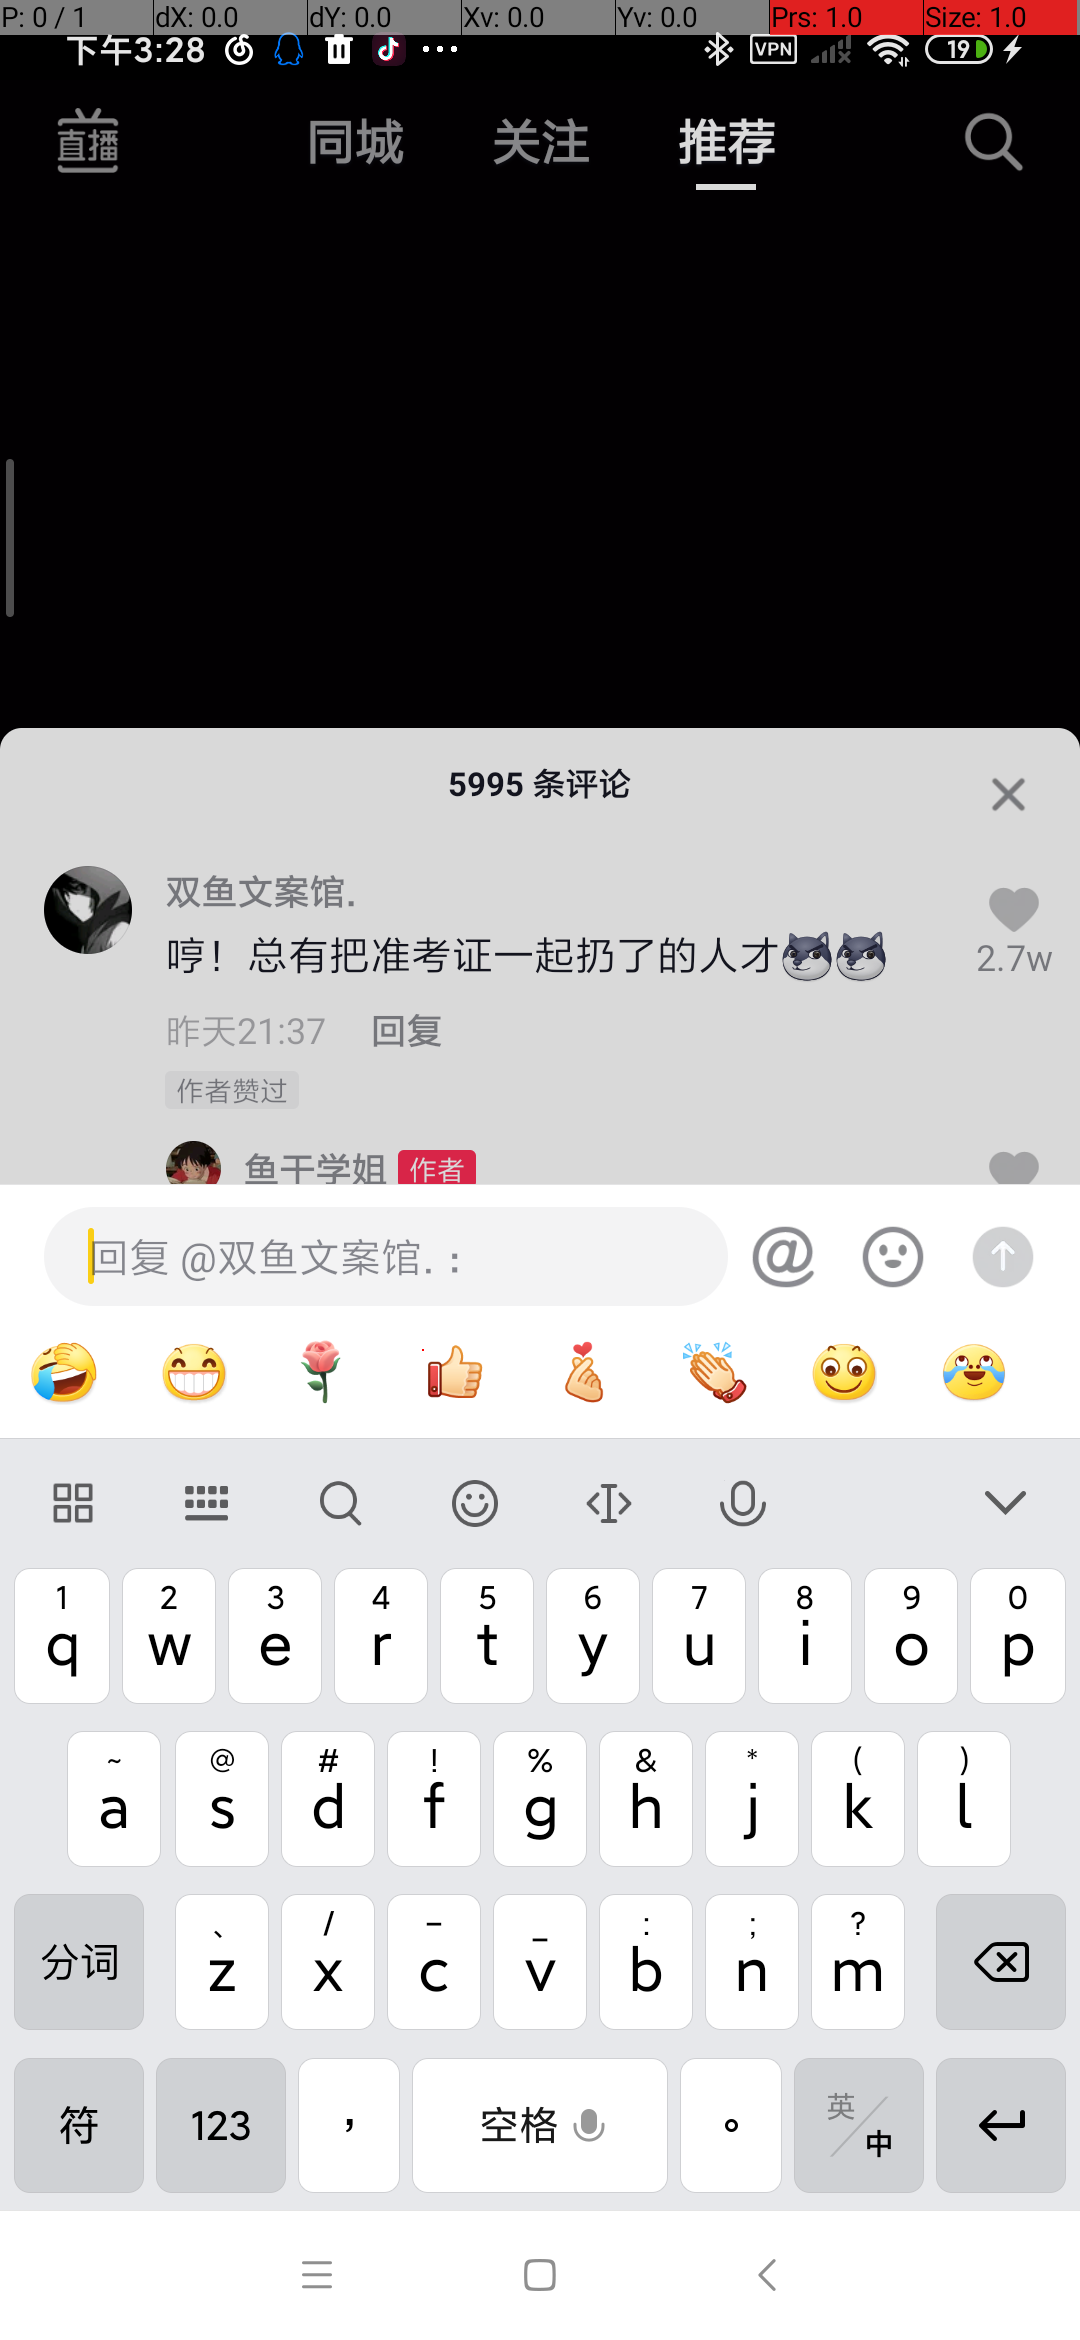 P: 0 / 1 dX: 0.0 dY: 0.0 Xv: 0.0 Yv: 0.0 Prs: 1.0 Size: 1.0
下午3:28 VPN 19
直播 同城 关注 推荐
5995 条评论
双鱼文案馆.
哼！总有把准考证一起扔了的人才
2.7w
昨天21:37 回复
作者赞过
鱼干学姐 作者
回复 @双鱼文案馆. :
1 2 3 4 5 6 7 8 9 0
q w e r t y u i o p
~ @ # ! % & * ( )
a s d f g h j k l
、 / - _ : ; ?
分词 z x c v b n m
符 123 ， 空格 。 英/中